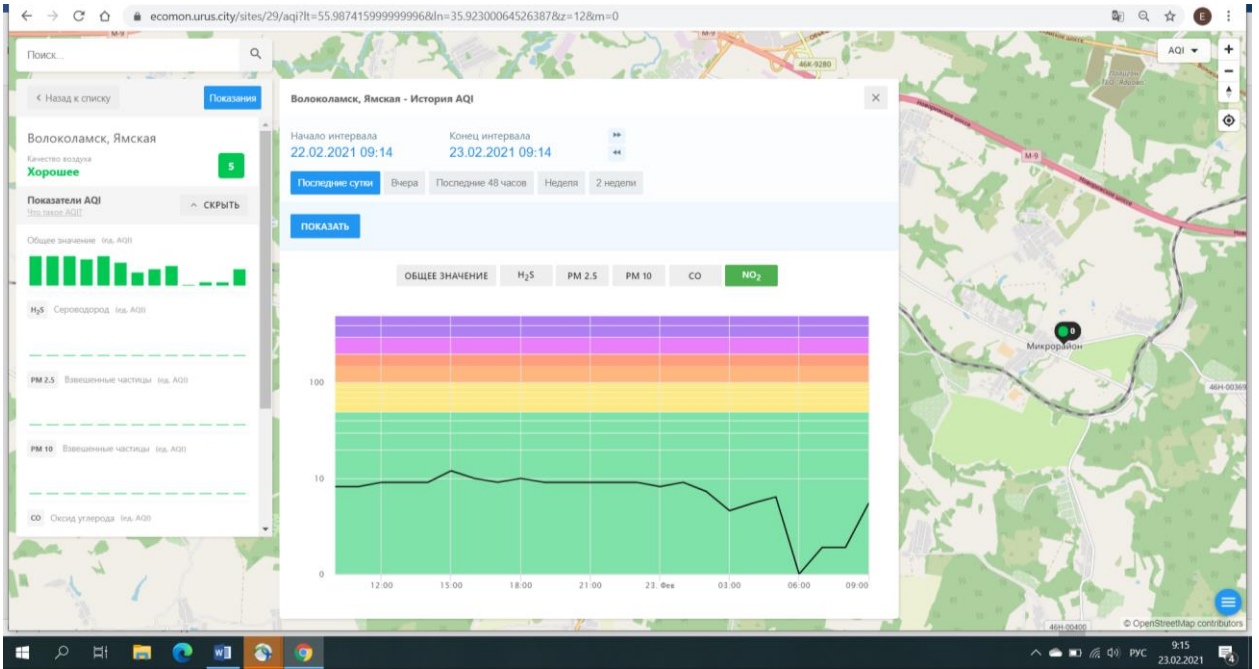 ecomon.urus.city/sites/29/aqi?lt=55.987415999999996&ln=35.92300064526387&z=12&m=0
E
Поиск...
М-9
М-9
46К-9280
AQI
Назад к списку
Показания
Волоколамск, Ямская
Качество воздуха
Хорошее
5
Показатели AQI
Что такое AQI?
СКРЫТЬ
Общее значение (ед. AQI)
H₂S Сероводород (ед. AQI)
PM 2.5 Взвешенные частицы (ед. AQI)
PM 10 Взвешенные частицы (ед. AQI)
CO Оксид углерода (ед. AQI)
Волоколамск, Ямская - История AQI
Начало интервала
22.02.2021 09:14
Конец интервала
23.02.2021 09:14
Последние сутки Вчера Последние 48 часов Неделя 2 недели
ПОКАЗАТЬ
ОБЩЕЕ ЗНАЧЕНИЕ H₂S PM 2.5 PM 10 CO NO₂
100
10
0
12:00 15:00 18:00 21:00 23. Фев 03:00 06:00 09:00
М-9
0
Микрорайон
46Н-00369
46Н-00400
© OpenStreetMap contributors
РУС
9:15
23.02.2021
4